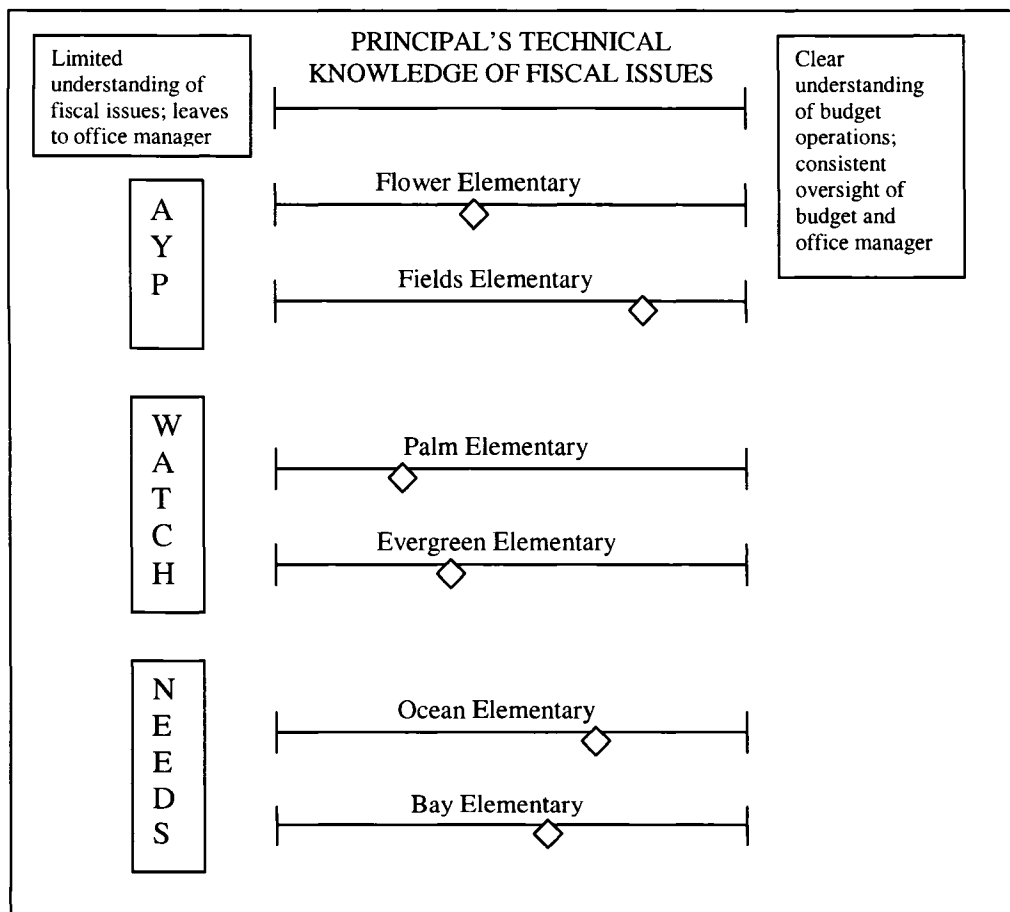 Limited
understanding of
fiscal issues; leaves
to office manager
PRINCIPAL'S TECHNICAL
KNOWLEDGE OF FISCAL ISSUES
Clear
understanding
of budget
operations;
consistent
oversight of
budget and
office manager
A
Y
P
Flower Elementary
Fields Elementary
W
A
T
C
H
Palm Elementary
Evergreen Elementary
N
E
E
D
S
Ocean Elementary
Bay Elementary